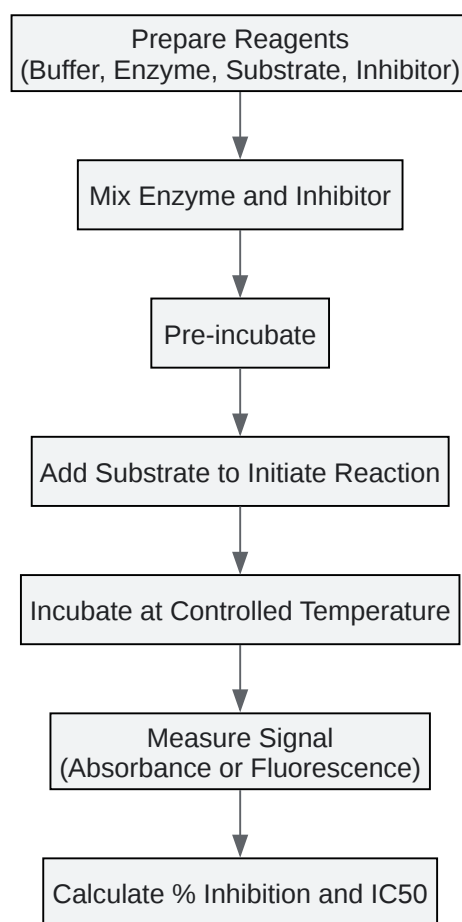 Prepare Reagents
(Buffer, Enzyme, Substrate, Inhibitor)
Mix Enzyme and Inhibitor
Pre-incubate
Add Substrate to Initiate Reaction
Incubate at Controlled Temperature
Measure Signal
(Absorbance or Fluorescence)
Calculate % Inhibition and IC50